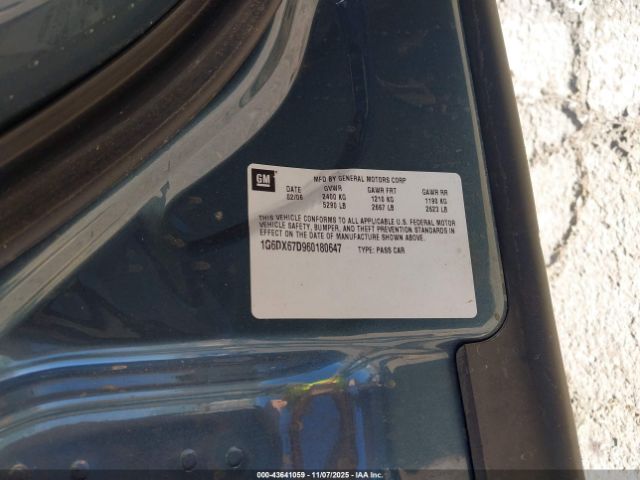 GM
MFD BY GENERAL MOTORS CORP
DATE GVWR GAWR FRT GAWR RR
02/06 2400 KG 1210 KG 1190 KG
5290 LB 2667 LB 2623 LB
THIS VEHICLE CONFORMS TO ALL APPLICABLE U.S. FEDERAL MOTOR
VEHICLE SAFETY, BUMPER, AND THEFT PREVENTION STANDARDS IN
EFFECT ON THE DATE OF MANUFACTURE SHOWN ABOVE.
1G6DX67D960180647 TYPE: PASS CAR
000-43641059 11/07/2025 IAAI.COM